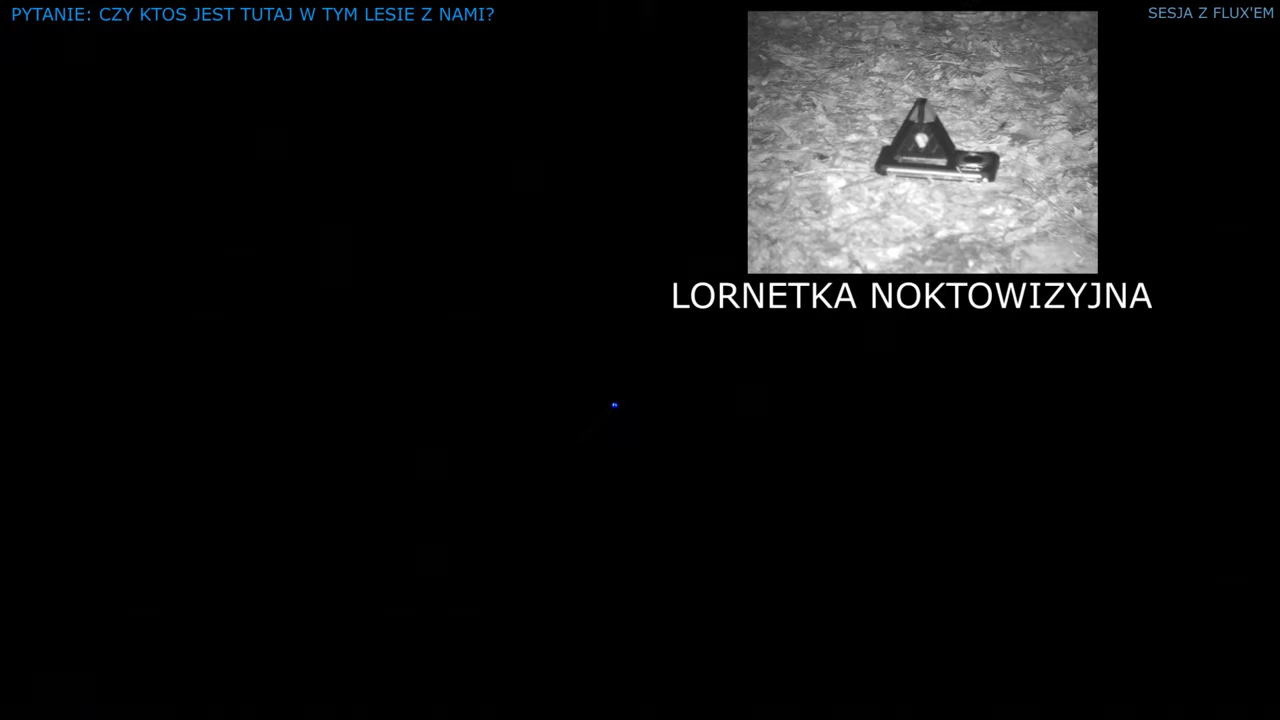 PYTANIE: CZY KTOS JEST TUTAJ W TYM LESIE Z NAMI?
SESJA Z FLUX'EM
LORNETKA NOKTOWIZYJNA